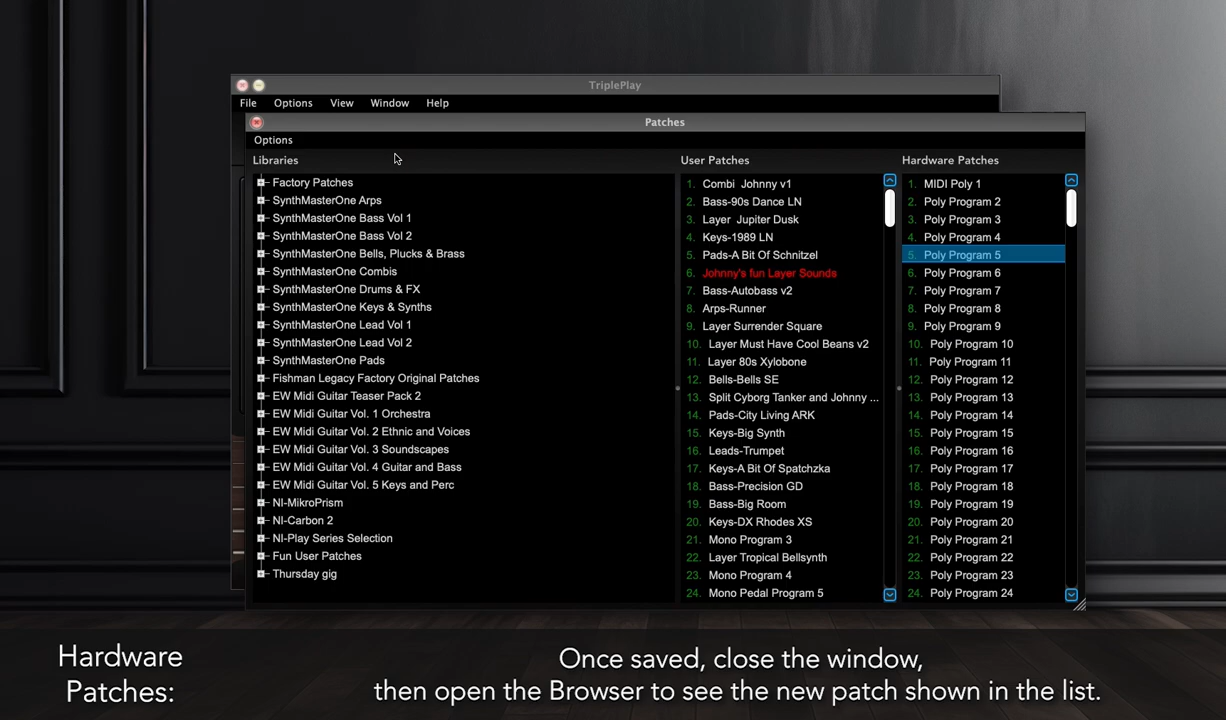 TriplePlay
File Options View Window Help
Patches
Options
Libraries
Factory Patches
SynthMasterOne Arps
SynthMasterOne Bass Vol 1
SynthMasterOne Bass Vol 2
SynthMasterOne Bells, Plucks & Brass
SynthMasterOne Combis
SynthMasterOne Drums & FX
SynthMasterOne Keys & Synths
SynthMasterOne Lead Vol 1
SynthMasterOne Lead Vol 2
SynthMasterOne Pads
Fishman Legacy Factory Original Patches
EW Midi Guitar Teaser Pack 2
EW Midi Guitar Vol. 1 Orchestra
EW Midi Guitar Vol. 2 Ethnic and Voices
EW Midi Guitar Vol. 3 Soundscapes
EW Midi Guitar Vol. 4 Guitar and Bass
EW Midi Guitar Vol. 5 Keys and Perc
NI-MikroPrism
NI-Carbon 2
NI-Play Series Selection
Fun User Patches
Thursday gig
User Patches
1. Combi Johnny v1
2. Bass-90s Dance LN
3. Layer Jupiter Dusk
4. Keys-1989 LN
5. Pads-A Bit Of Schnitzel
6. Johnny's fun Layer Sounds
7. Bass-Autobass v2
8. Arps-Runner
9. Layer Surrender Square
10. Layer Must Have Cool Beans v2
11. Layer 80s Xylobone
12. Bells-Bells SE
13. Split Cyborg Tanker and Johnny ...
14. Pads-City Living ARK
15. Keys-Big Synth
16. Leads-Trumpet
17. Keys-A Bit Of Spatchzka
18. Bass-Precision GD
19. Bass-Big Room
20. Keys-DX Rhodes XS
21. Mono Program 3
22. Layer Tropical Bellsynth
23. Mono Program 4
24. Mono Pedal Program 5
Hardware Patches
1. MIDI Poly 1
2. Poly Program 2
3. Poly Program 3
4. Poly Program 4
5. Poly Program 5
6. Poly Program 6
7. Poly Program 7
8. Poly Program 8
9. Poly Program 9
10. Poly Program 10
11. Poly Program 11
12. Poly Program 12
13. Poly Program 13
14. Poly Program 14
15. Poly Program 15
16. Poly Program 16
17. Poly Program 17
18. Poly Program 18
19. Poly Program 19
20. Poly Program 20
21. Poly Program 21
22. Poly Program 22
23. Poly Program 23
24. Poly Program 24
Hardware
Patches:
Once saved, close the window,
then open the Browser to see the new patch shown in the list.